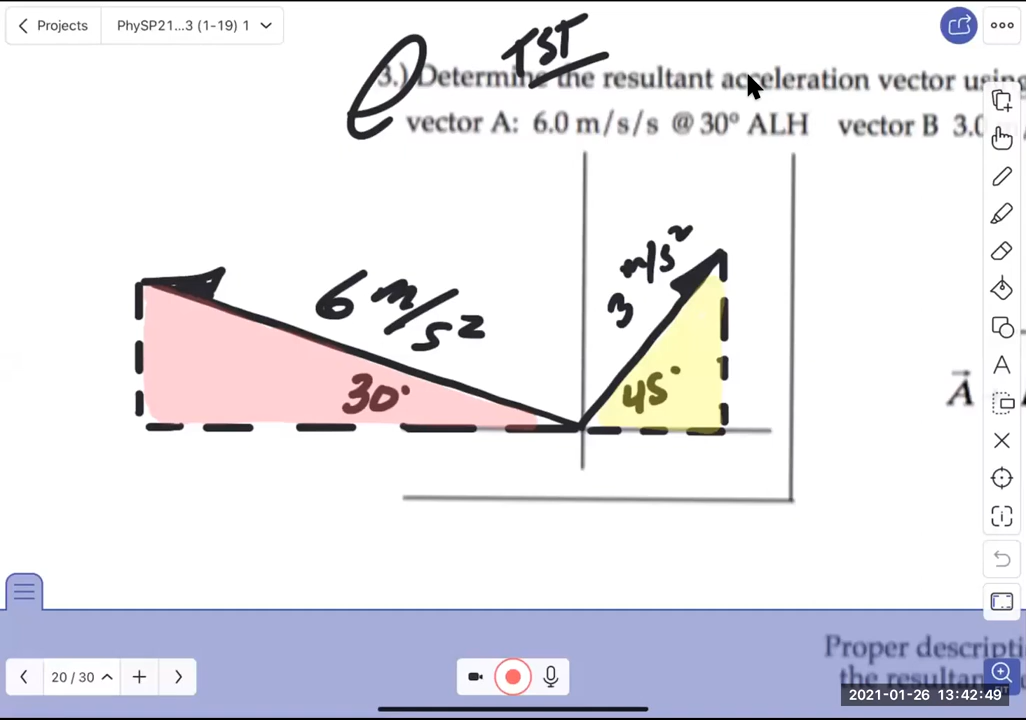 Projects
PhySP21...3 (1-19) 1
TST
e
3.) Determine the resultant acceleration vector
vector A: 6.0 m/s/s @ 30° ALH vector B 3.0
6 m/s²
3 m/s²
30°
45°
A
Proper descripti
the resultan
20 / 30
2021-01-26 13:42:49